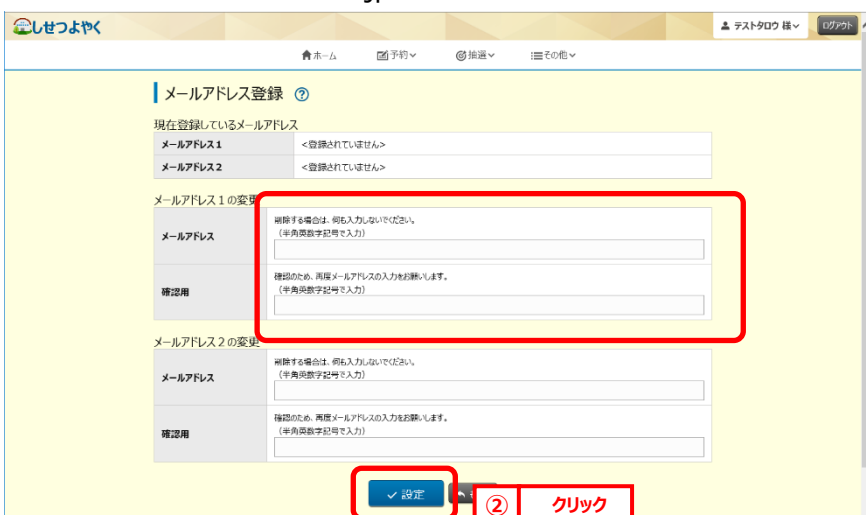 しせつよやく
テストタロウ 様
ログアウト
ホーム 予約 抽選 その他
メールアドレス登録 ?
現在登録しているメールアドレス
メールアドレス1 <登録されていません>
メールアドレス2 <登録されていません>
メールアドレス1の変更
削除する場合は、何も入力しないでください。
(半角英数字記号で入力)
メールアドレス
確認のため、再度メールアドレスの入力をお願いします。
(半角英数字記号で入力)
確認用
メールアドレス2の変更
削除する場合は、何も入力しないでください。
(半角英数字記号で入力)
メールアドレス
確認のため、再度メールアドレスの入力をお願いします。
(半角英数字記号で入力)
確認用
設定
② クリック